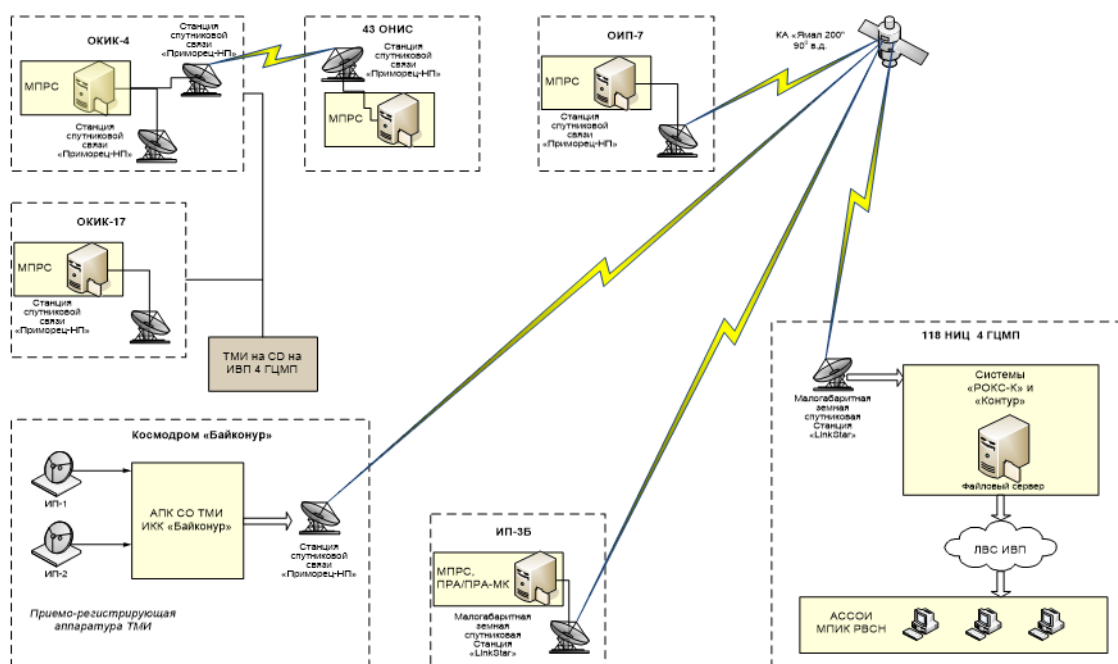 ОКИК-4
МПРС
Станция
спутниковой
связи
«Приморец-НП»
Станция
спутниковой
связи
«Приморец-НП»
43 ОНИС
Станция
спутниковой
связи
«Приморец-НП»
МПРС
ОИП-7
МПРС
Станция
спутниковой
связи
«Приморец-НП»
КА «Ямал 200"
90⁰ в.д.
ОКИК-17
МПРС
Станция
спутниковой
связи
«Приморец-НП»
ТМИ на CD на
ИВП 4 ГЦМП
Космодром «Байконур»
ИП-1
ИП-2
АПК СО ТМИ
ИКК «Байконур»
Станция
спутниковой
связи
«Приморец-НП»
Приемо-регистрирующая
аппаратура ТМИ
ИП-3Б
МПРС,
ПРА/ПРА-МК
Малогабаритная
земная
спутниковая
Станция
«LinkStar»
118 НИЦ 4 ГЦМП
Малогабаритная
земная
спутниковая
Станция
«LinkStar»
Системы
«РОКС-К» и
«Контур»
Файловый сервер
ЛВС ИВП
АССОИ
МПИК РВСН